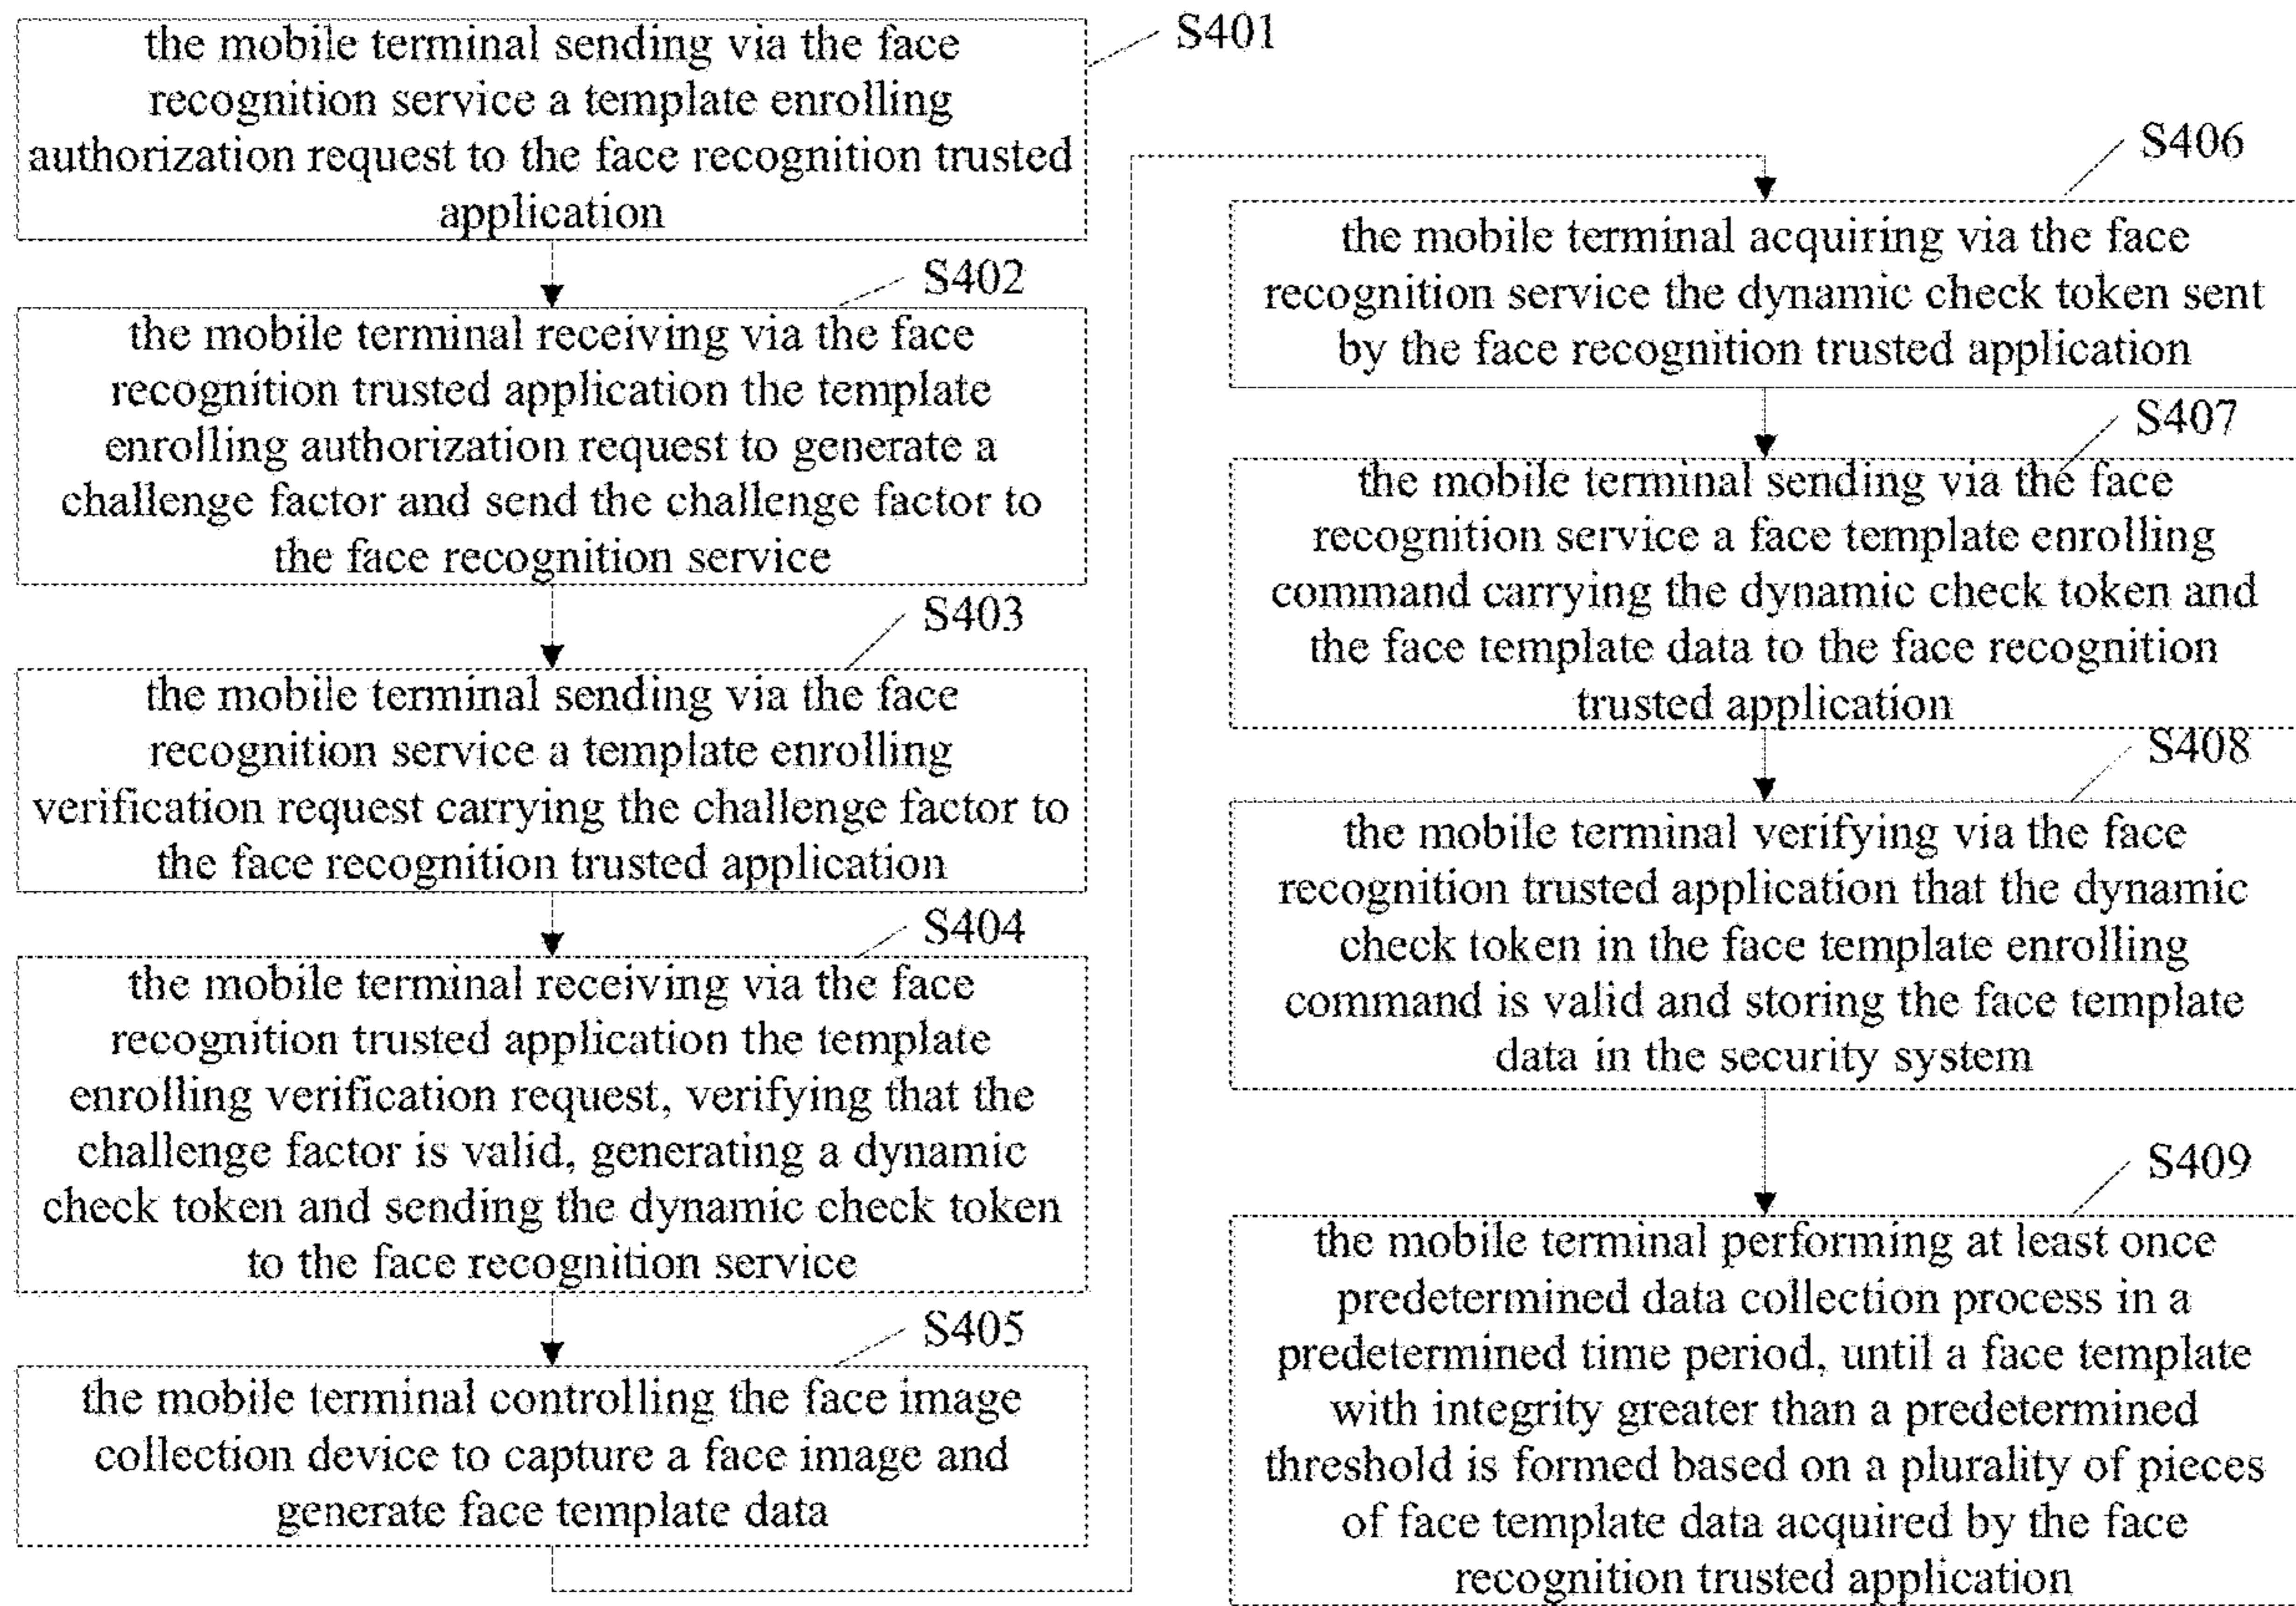 the mobile terminal sending via the face
recognition service a template enrolling
authorization request to the face recognition trusted
application
S401
the mobile terminal receiving via the face
recognition trusted application the template
enrolling authorization request to generate a
challenge factor and send the challenge factor to
the face recognition service
S402
the mobile terminal sending via the face
recognition service a template enrolling
verification request carrying the challenge factor to
the face recognition trusted application
S403
the mobile terminal receiving via the face
recognition trusted application the template
enrolling verification request, verifying that the
challenge factor is valid, generating a dynamic
check token and sending the dynamic check token
to the face recognition service
S404
the mobile terminal controlling the face image
collection device to capture a face image and
generate face template data
S405
the mobile terminal acquiring via the face
recognition service the dynamic check token sent
by the face recognition trusted application
S406
the mobile terminal sending via the face
recognition service a face template enrolling
command carrying the dynamic check token and
the face template data to the face recognition
trusted application
S407
the mobile terminal verifying via the face
recognition trusted application that the dynamic
check token in the face template enrolling
command is valid and storing the face template
data in the security system
S408
the mobile terminal performing at least once
predetermined data collection process in a
predetermined time period, until a face template
with integrity greater than a predetermined
threshold is formed based on a plurality of pieces
of face template data acquired by the face
recognition trusted application
S409